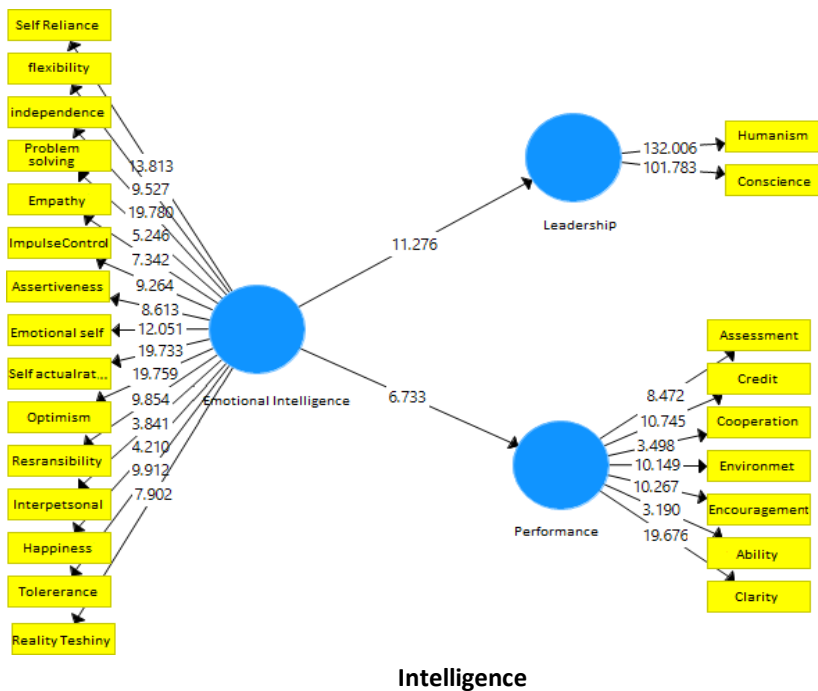 Self Reliance
flexibility
independence
Problem
solving
Empathy
ImpulseControl
Assertiveness
Emotional self
Self actualrat...
Optimism
Resransibility
Interpetsonal
Happiness
Tolererance
Reality Teshiny
13.813
9.527
19.780
5.246
7.342
9.264
8.613
12.051
19.733
19.759
9.854
3.841
4.210
9.912
7.902
Emotional Intelligence
11.276
6.733
Leadership
132.006
101.783
Humanism
Conscience
Performance
8.472
10.745
3.498
10.149
10.267
3.190
19.676
Assessment
Credit
Cooperation
Environmet
Encouragement
Ability
Clarity
Intelligence